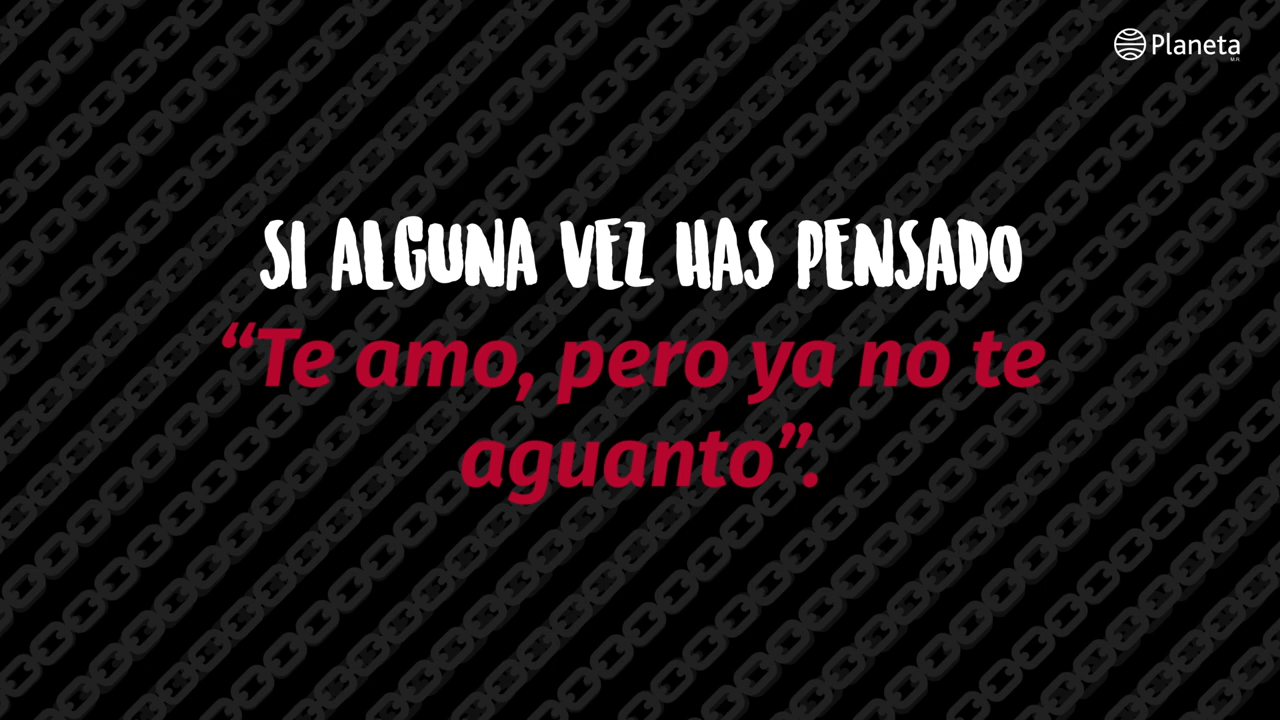 Planeta
M.R.
SI ALGUNA VEZ HAS PENSADO
“Te amo, pero ya no te
aguanto”.